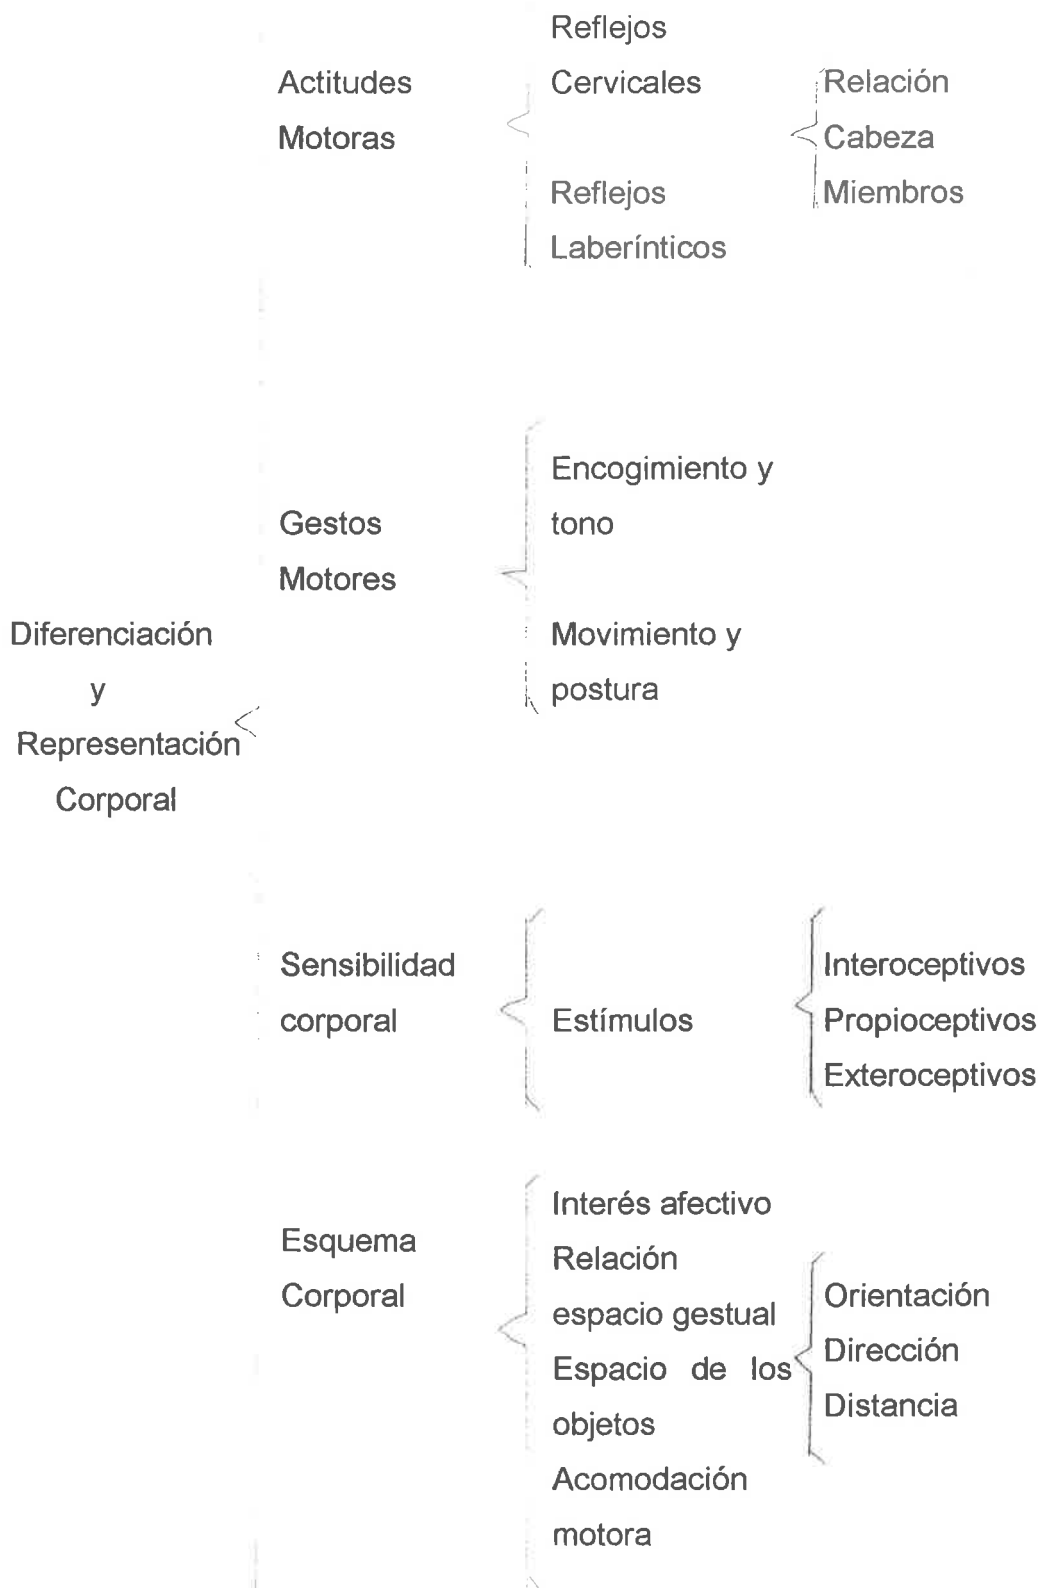 Reflejos
Actitudes Cervicales Relación
Motoras Cabeza
Reflejos Miembros
Laberínticos
Encogimiento y
Gestos tono
Motores
Diferenciación Movimiento y
y postura
Representación
Corporal
Sensibilidad Interoceptivos
corporal Estímulos Propioceptivos
Exteroceptivos
Interés afectivo
Esquema
Relación
Corporal Orientación
espacio gestual
Dirección
Espacio de los
Distancia
objetos
Acomodación
motora